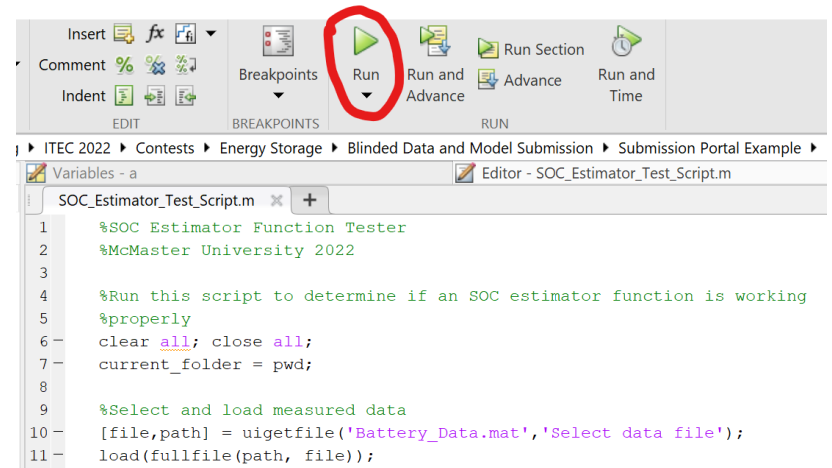 Insert fx fi
Comment % % %
Indent
Breakpoints
Run
Run and
Advance
Run Section
Advance
Run and
Time
EDIT
BREAKPOINTS
RUN
ITEC 2022 Contests Energy Storage Blinded Data and Model Submission Submission Portal Example
Variables - a
Editor - SOC_Estimator_Test_Script.m
SOC_Estimator_Test_Script.m
1 %SOC Estimator Function Tester
2 %McMaster University 2022
3
4 %Run this script to determine if an SOC estimator function is working
5 %properly
6 – clear all; close all;
7 – current_folder = pwd;
8
9 %Select and load measured data
10 – [file,path] = uigetfile('Battery_Data.mat','Select data file');
11 – load(fullfile(path, file));